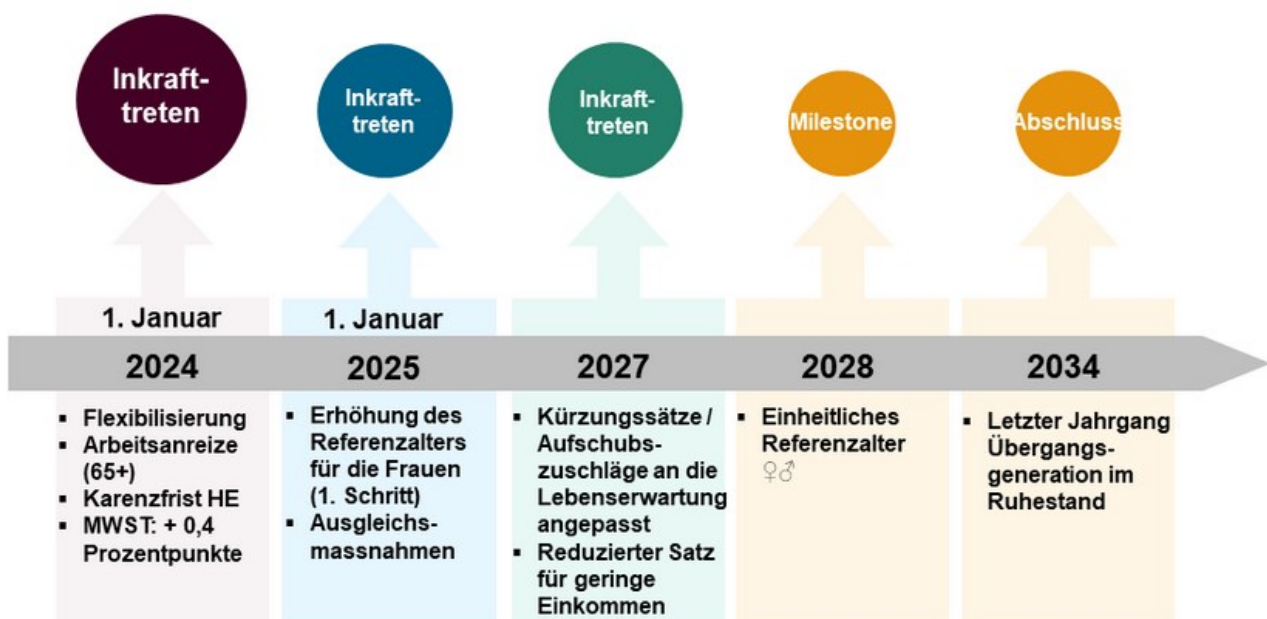 Inkraft-
treten
Inkraft-
treten
Inkraft-
treten
Milestone
Abschluss
1. Januar
2024
1. Januar
2025
2027
2028
2034
▪ Flexibilisierung
▪ Arbeitsanreize
(65+)
▪ Karenzfrist HE
▪ MWST: + 0,4
Prozentpunkte
▪ Erhöhung des
Referenzalters
für die Frauen
(1. Schritt)
▪ Ausgleichs-
massnahmen
▪ Kürzungssätze /
Aufschubs-
zuschläge an die
Lebenserwartung
angepasst
▪ Reduzierter Satz
für geringe
Einkommen
▪ Einheitliches
Referenzalter
♀♂
▪ Letzter Jahrgang
Übergangs-
generation im
Ruhestand